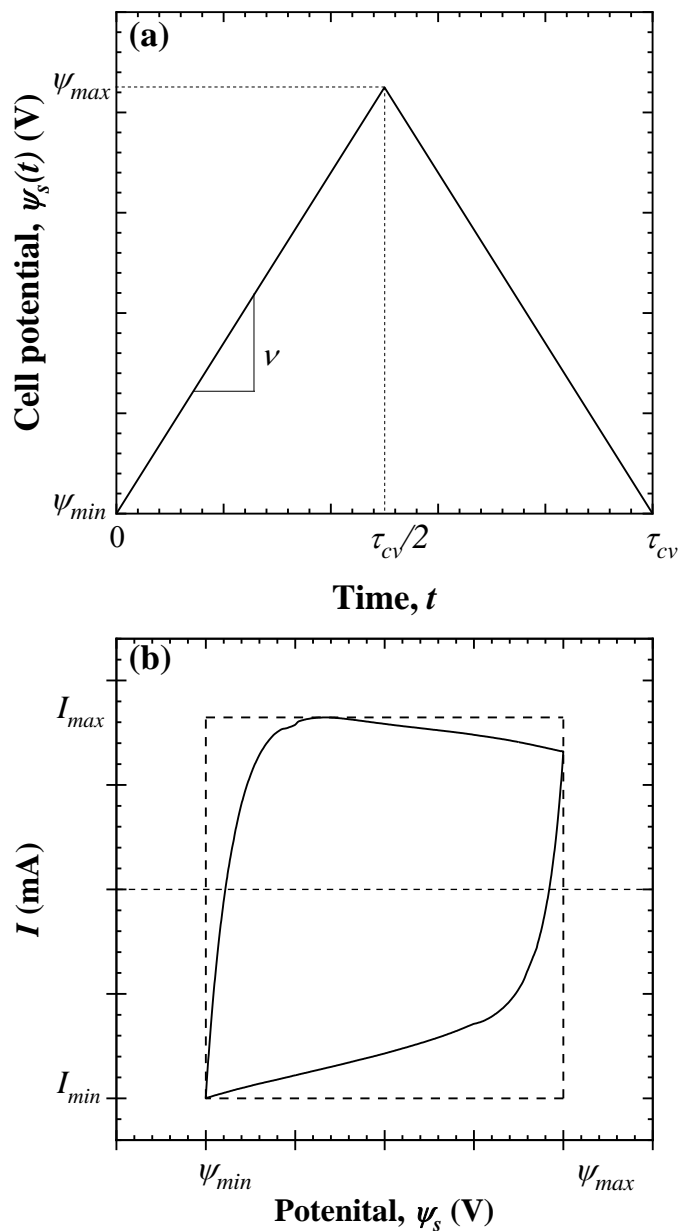 (a)
Cell potential, ψs(t) (V)
ψmax
ν
ψmin
0
τcv/2
τcv
Time, t
(b)
Imax
I (mA)
Imin
ψmin
ψmax
Potenital, ψs (V)